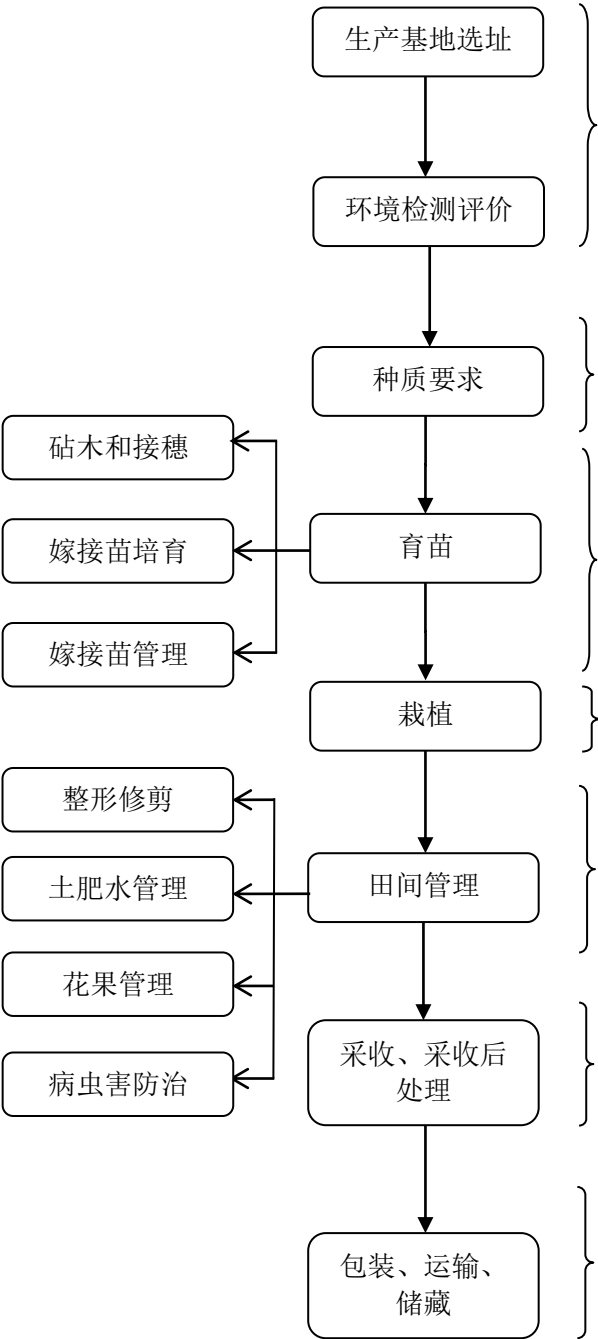 生产基地选址
环境检测评价
种质要求
砧木和接穗
嫁接苗培育
育苗
嫁接苗管理
栽植
整形修剪
土肥水管理
田间管理
花果管理
病虫害防治
采收、采收后
处理
包装、运输、
储藏